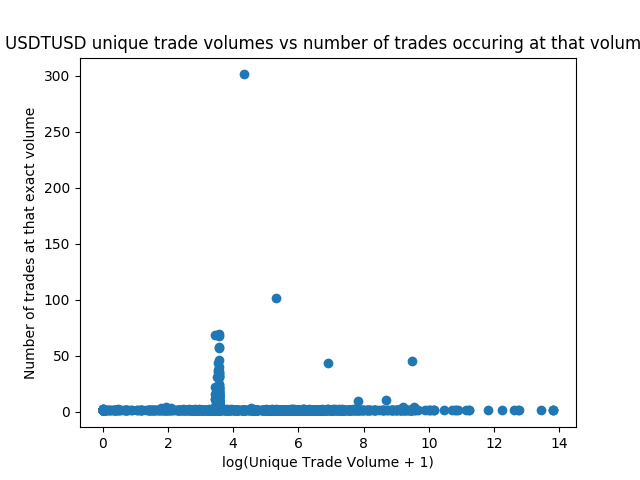 USDTUSD unique trade volumes vs number of trades occuring at that volum
300
250
200
150
100
50
0
Number of trades at that exact volume
0 2 4 6 8 10 12 14
log(Unique Trade Volume + 1)